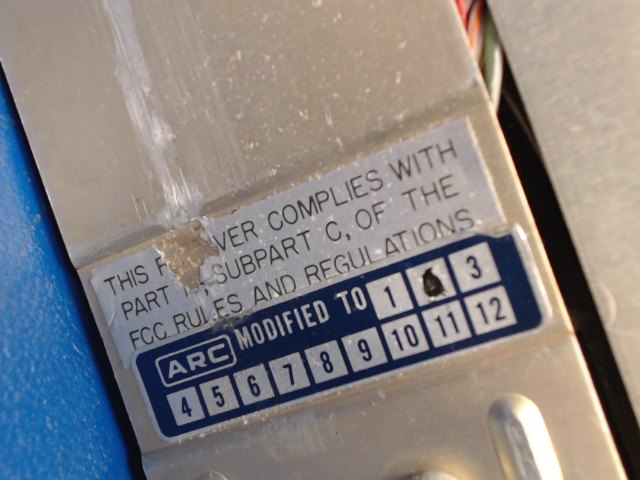 THIS VER COMPLIES WITH
PART SUBPART C, OF THE
FCC RULES AND REGULATIONS
ARC MODIFIED TO 1 3
4 5 6 7 8 9 10 11 12